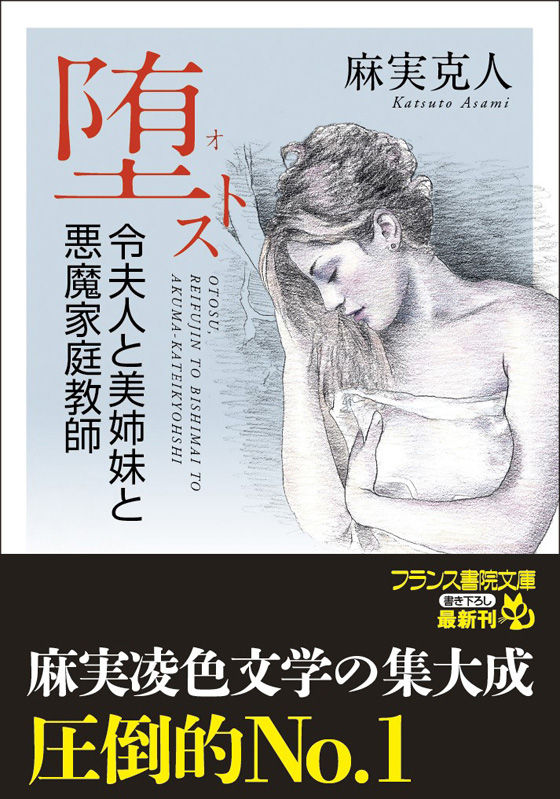 麻実克人
Katsuto Asami
堕トス
オ
令夫人と美姉妹と
悪魔家庭教師
OTOSU,
REIFUJIN TO BISHIMAI TO
AKUMA-KATEIKYOHSHI
フランス書院文庫
書き下ろし
最新刊
麻実凌色文学の集大成
圧倒的No.1